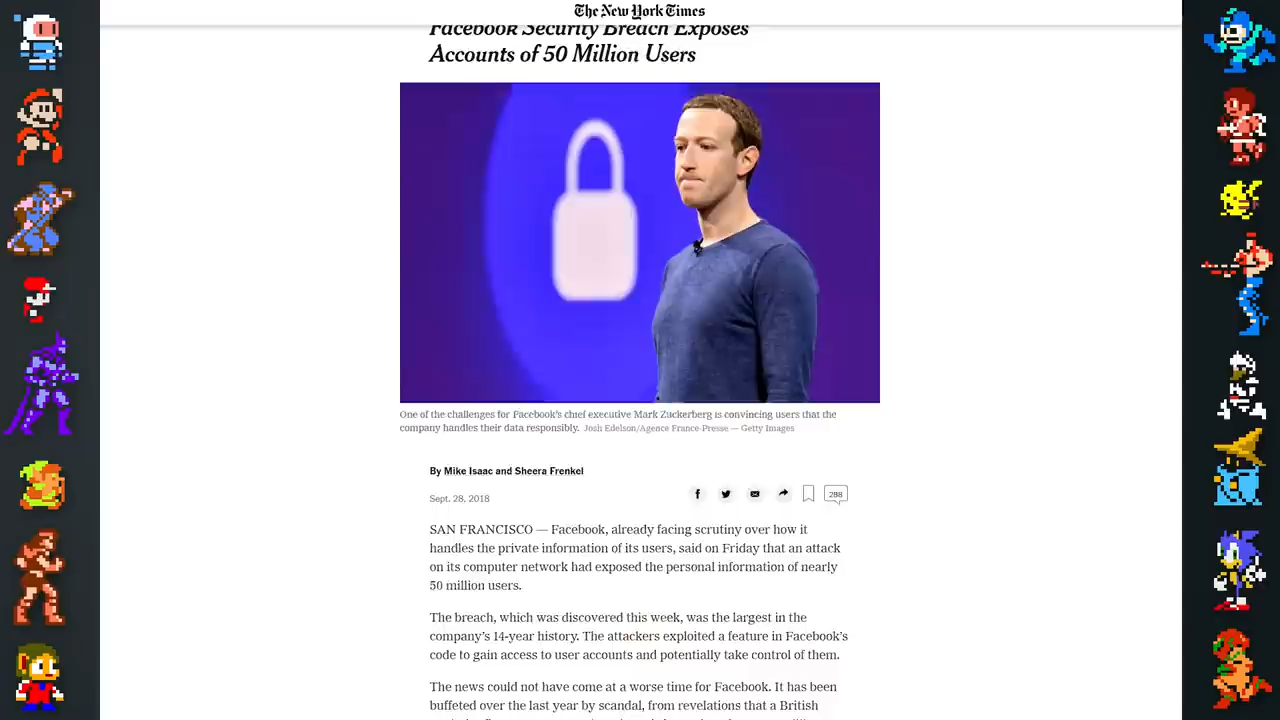 The New York Times
Facebook Security Breach Exposes
Accounts of 50 Million Users
One of the challenges for Facebook's chief executive Mark Zuckerberg is convincing users that the
company handles their data responsibly. Josh Edelson/Agence France-Presse — Getty Images
By Mike Isaac and Sheera Frenkel
Sept. 28, 2018
288
SAN FRANCISCO — Facebook, already facing scrutiny over how it
handles the private information of its users, said on Friday that an attack
on its computer network had exposed the personal information of nearly
50 million users.
The breach, which was discovered this week, was the largest in the
company's 14-year history. The attackers exploited a feature in Facebook's
code to gain access to user accounts and potentially take control of them.
The news could not have come at a worse time for Facebook. It has been
buffeted over the last year by scandal, from revelations that a British